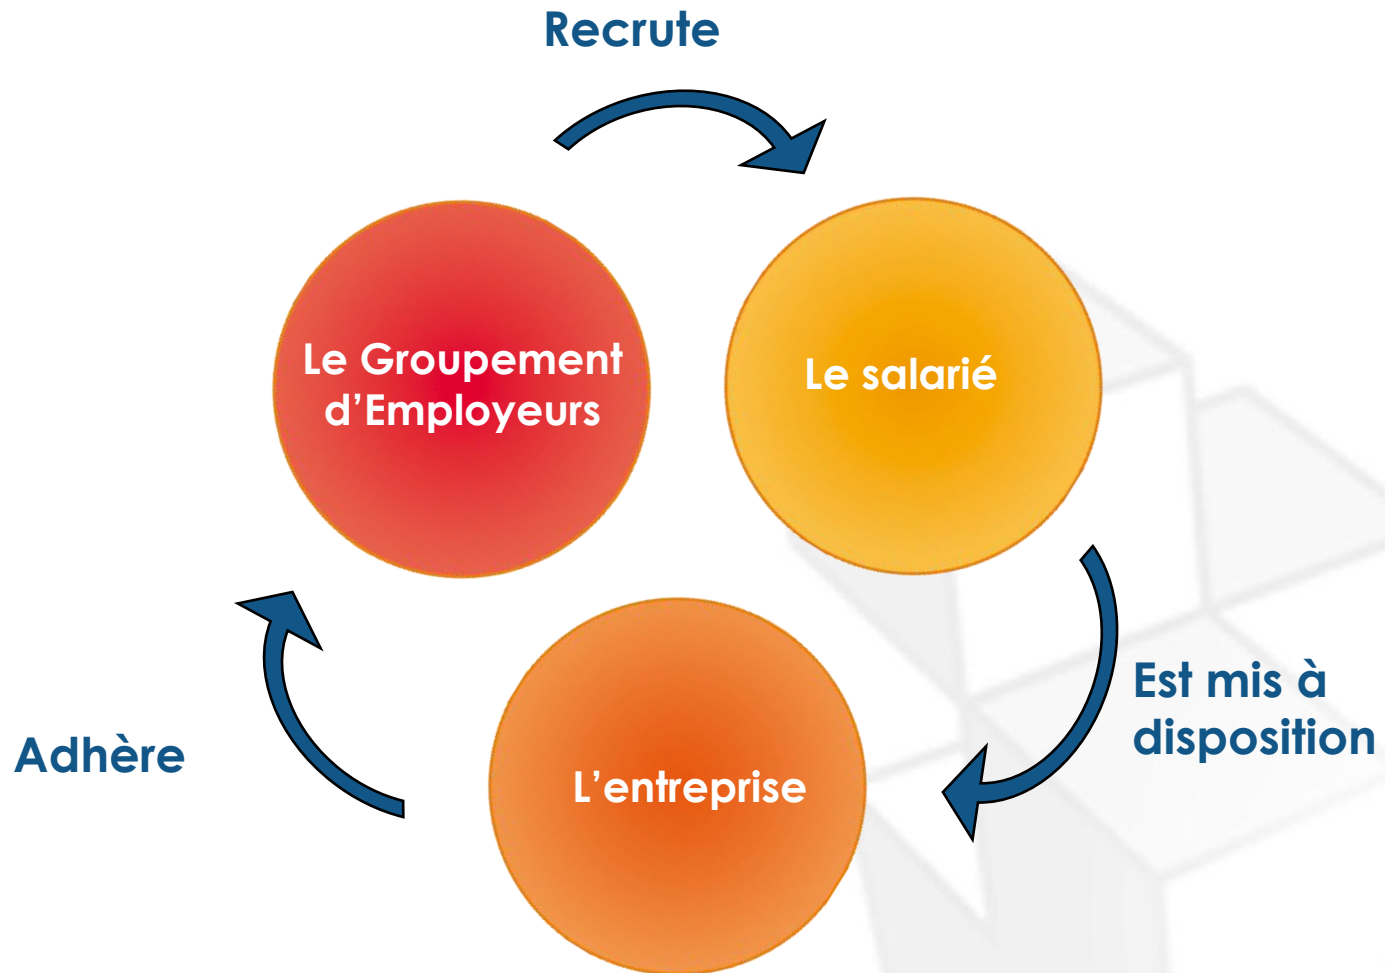 Recrute
Le Groupement
d’Employeurs
Le salarié
Est mis à
disposition
Adhère
L’entreprise